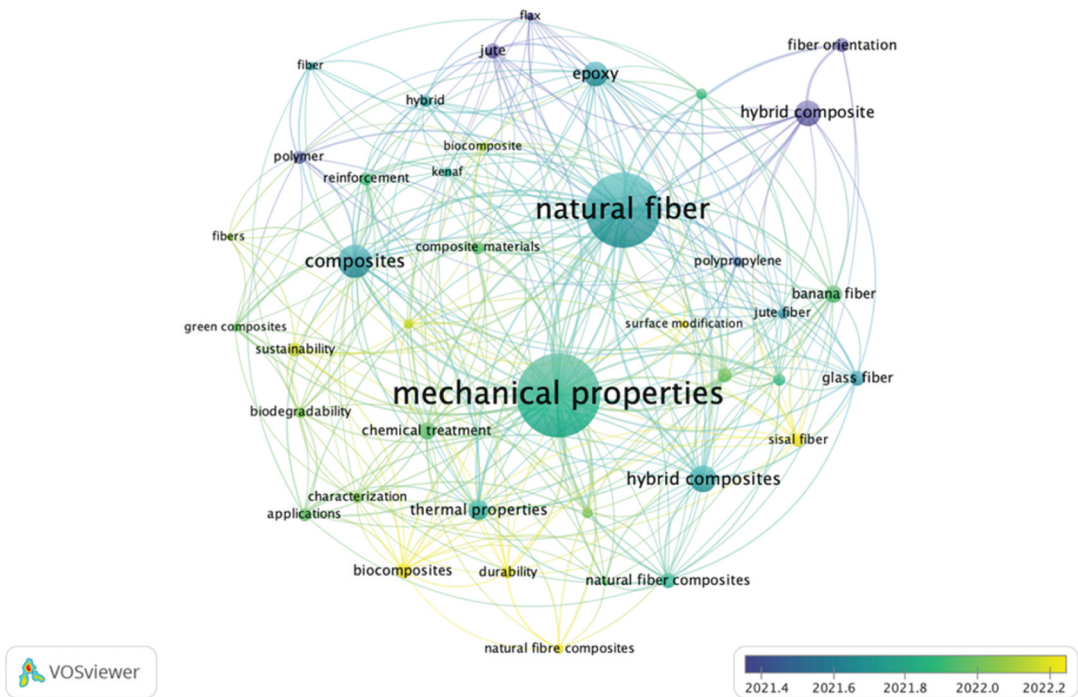 flax
jute
fiber orientation
fiber
epoxy
hybrid
hybrid composite
biocomposite
polymer
kenaf
reinforcement
natural fiber
fibers
composite materials
composites
polypropylene
banana fiber
jute fiber
surface modification
green composites
sustainability
glass fiber
mechanical properties
biodegradability
chemical treatment
sisal fiber
hybrid composites
characterization
thermal properties
applications
biocomposites
durability
natural fiber composites
natural fibre composites
VOSviewer
2021.4 2021.6 2021.8 2022.0 2022.2